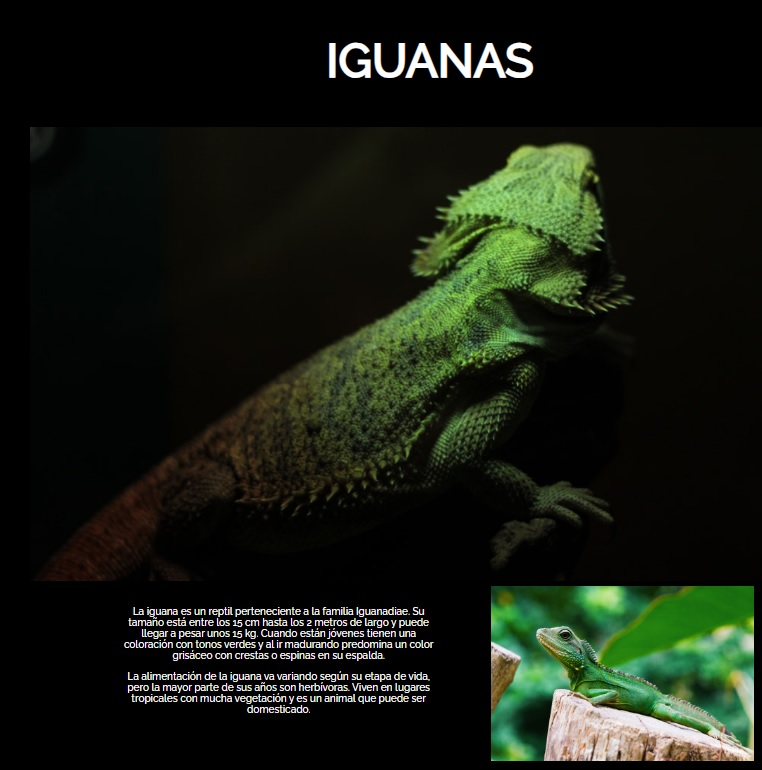 IGUANAS
La iguana es un reptil perteneciente a la familia Iguanadiae. Su
tamaño está entre los 15 cm hasta los 2 metros de largo y puede
llegar a pesar unos 15 kg. Cuando están jóvenes tienen una
coloración con tonos verdes y al ir madurando predomina un color
grisáceo con crestas o espinas en su espalda.
La alimentación de la iguana va variando según su etapa de vida,
pero la mayor parte de sus años son herbívoras. Viven en lugares
tropicales con mucha vegetación y es un animal que puede ser
domesticado.